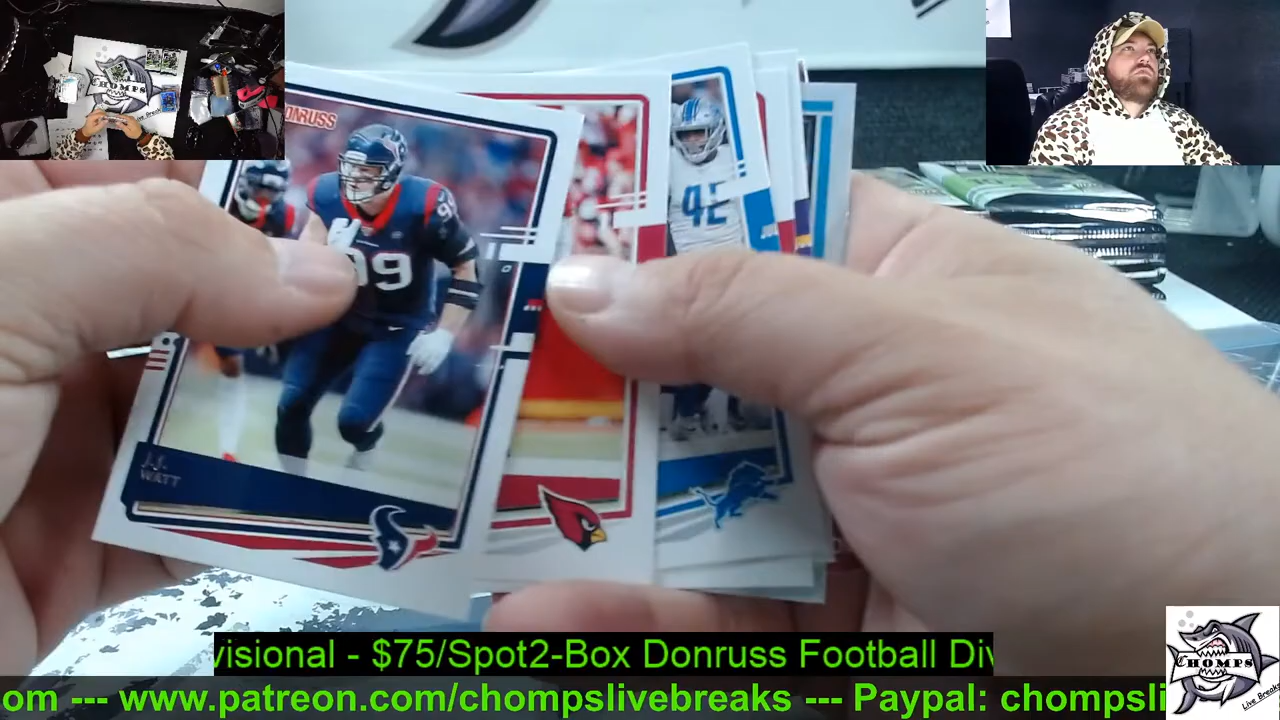 CHOMPS
DONRUSS
99
99
42
J.J.
WATT
visional - $75/Spot2-Box Donruss Football Div
om --- www.patreon.com/chompslivebreaks --- Paypal: chompsli
CHOMPS
Live Breaks